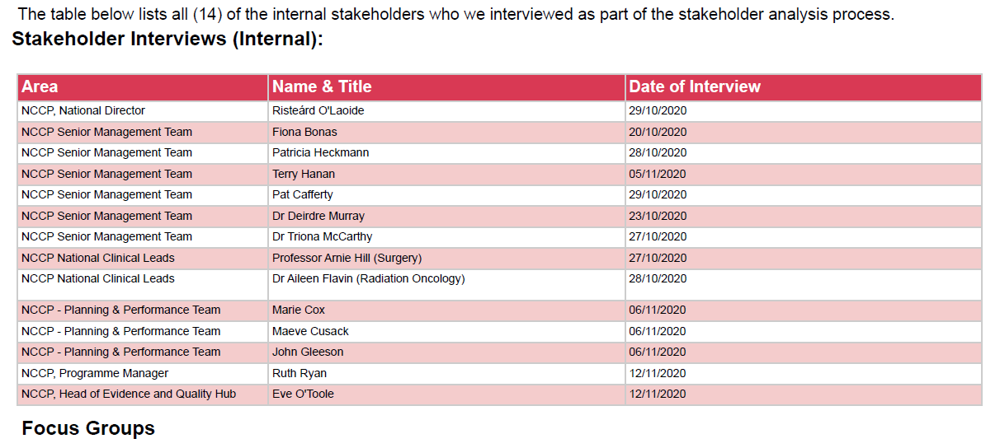 The table below lists all (14) of the internal stakeholders who we interviewed as part of the stakeholder analysis process.
Stakeholder Interviews (Internal):
Area Name & Title Date of Interview
NCCP, National Director Risteárd O'Laoide 29/10/2020
NCCP Senior Management Team Fiona Bonas 20/10/2020
NCCP Senior Management Team Patricia Heckmann 28/10/2020
NCCP Senior Management Team Terry Hanan 05/11/2020
NCCP Senior Management Team Pat Cafferty 29/10/2020
NCCP Senior Management Team Dr Deirdre Murray 23/10/2020
NCCP Senior Management Team Dr Triona McCarthy 27/10/2020
NCCP National Clinical Leads Professor Arnie Hill (Surgery) 27/10/2020
NCCP National Clinical Leads Dr Aileen Flavin (Radiation Oncology) 28/10/2020
NCCP - Planning & Performance Team Marie Cox 06/11/2020
NCCP - Planning & Performance Team Maeve Cusack 06/11/2020
NCCP - Planning & Performance Team John Gleeson 06/11/2020
NCCP, Programme Manager Ruth Ryan 12/11/2020
NCCP, Head of Evidence and Quality Hub Eve O'Toole 12/11/2020
Focus Groups